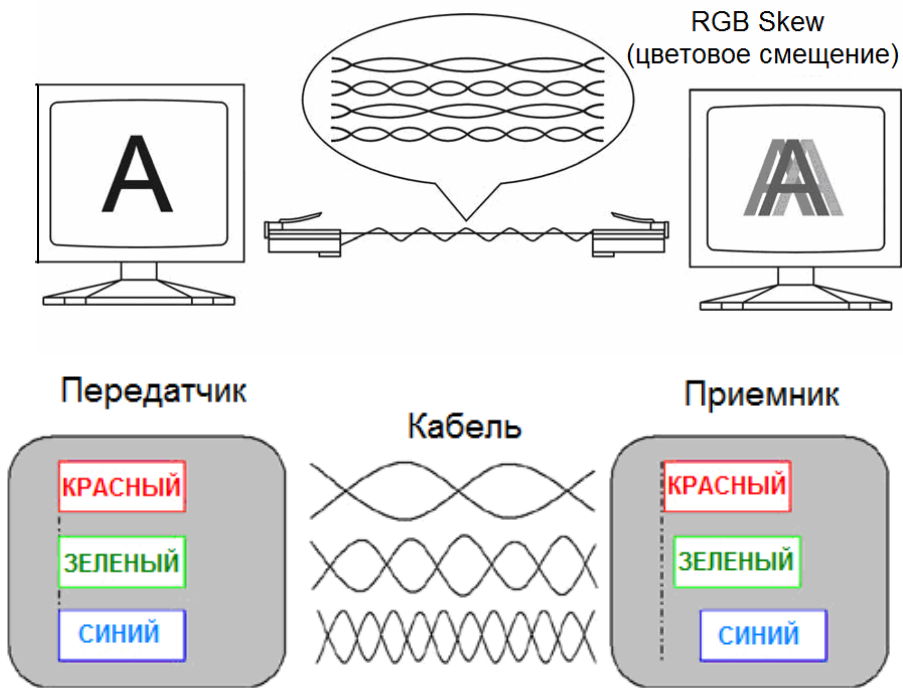 RGB Skew
(цветовое смещение)
A
A
Передатчик
Кабель
Приемник
КРАСНЫЙ
ЗЕЛЕНЫЙ
СИНИЙ
КРАСНЫЙ
ЗЕЛЕНЫЙ
СИНИЙ